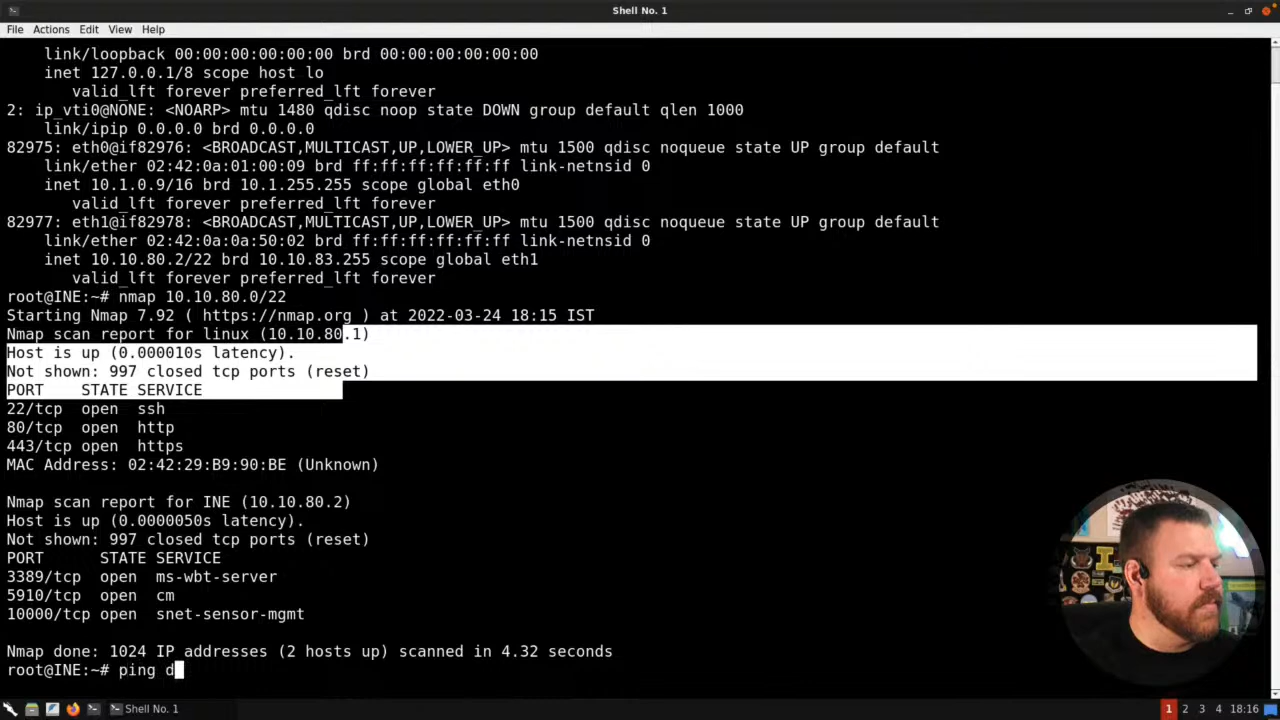 Shell No. 1
File Actions Edit View Help
link/loopback 00:00:00:00:00:00 brd 00:00:00:00:00:00
inet 127.0.0.1/8 scope host lo
valid_lft forever preferred_lft forever
2: ip_vti0@NONE: <NOARP> mtu 1480 qdisc noop state DOWN group default qlen 1000
link/ipip 0.0.0.0 brd 0.0.0.0
82975: eth0@if82976: <BROADCAST,MULTICAST,UP,LOWER_UP> mtu 1500 qdisc noqueue state UP group default
link/ether 02:42:0a:01:00:09 brd ff:ff:ff:ff:ff:ff link-netnsid 0
inet 10.1.0.9/16 brd 10.1.255.255 scope global eth0
valid_lft forever preferred_lft forever
82977: eth1@if82978: <BROADCAST,MULTICAST,UP,LOWER_UP> mtu 1500 qdisc noqueue state UP group default
link/ether 02:42:0a:0a:50:02 brd ff:ff:ff:ff:ff:ff link-netnsid 0
inet 10.10.80.2/22 brd 10.10.83.255 scope global eth1
valid_lft forever preferred_lft forever
root@INE:~# nmap 10.10.80.0/22
Starting Nmap 7.92 ( https://nmap.org ) at 2022-03-24 18:15 IST
Nmap scan report for linux (10.10.80.1)
Host is up (0.000010s latency).
Not shown: 997 closed tcp ports (reset)
PORT STATE SERVICE
22/tcp open ssh
80/tcp open http
443/tcp open https
MAC Address: 02:42:29:B9:90:BE (Unknown)
Nmap scan report for INE (10.10.80.2)
Host is up (0.0000050s latency).
Not shown: 997 closed tcp ports (reset)
PORT STATE SERVICE
3389/tcp open ms-wbt-server
5910/tcp open cm
10000/tcp open snet-sensor-mgmt
Nmap done: 1024 IP addresses (2 hosts up) scanned in 4.32 seconds
root@INE:~# ping d
Shell No. 1
1 2 3 4 18:16